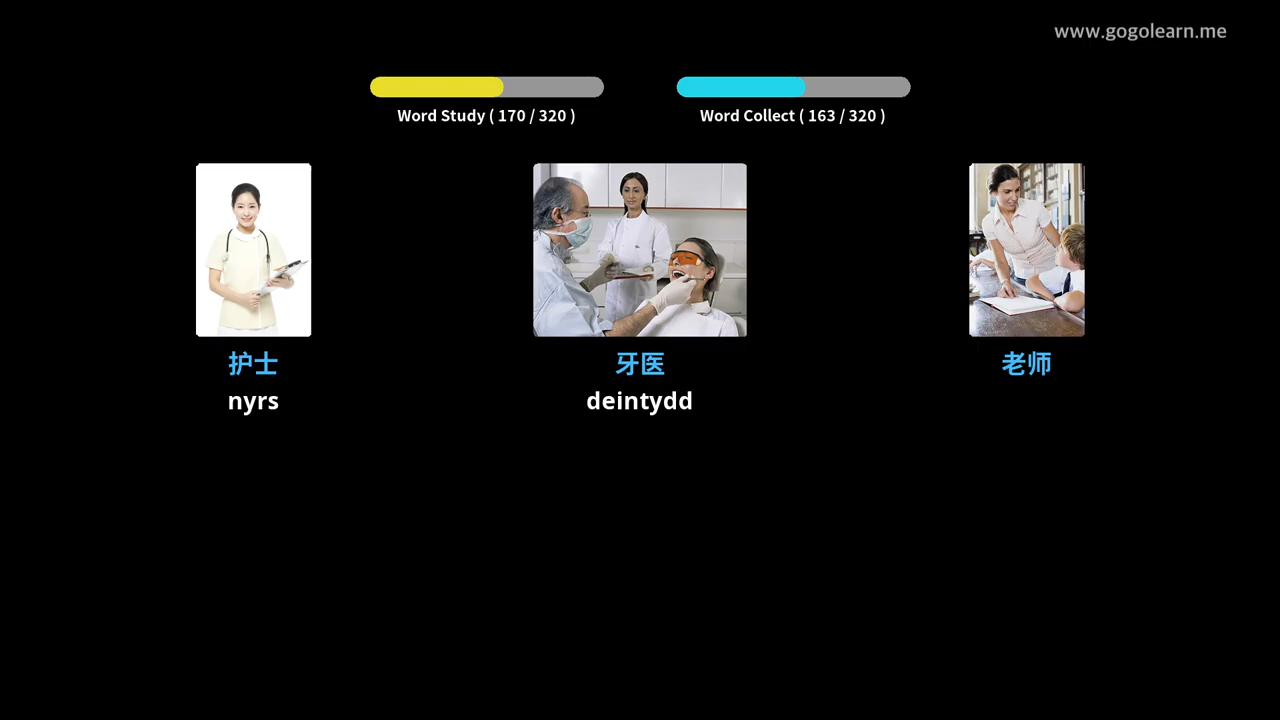 www.gogolearn.me
Word Study ( 170 / 320 )
Word Collect ( 163 / 320 )
护士
牙医
老师
nyrs
deintydd